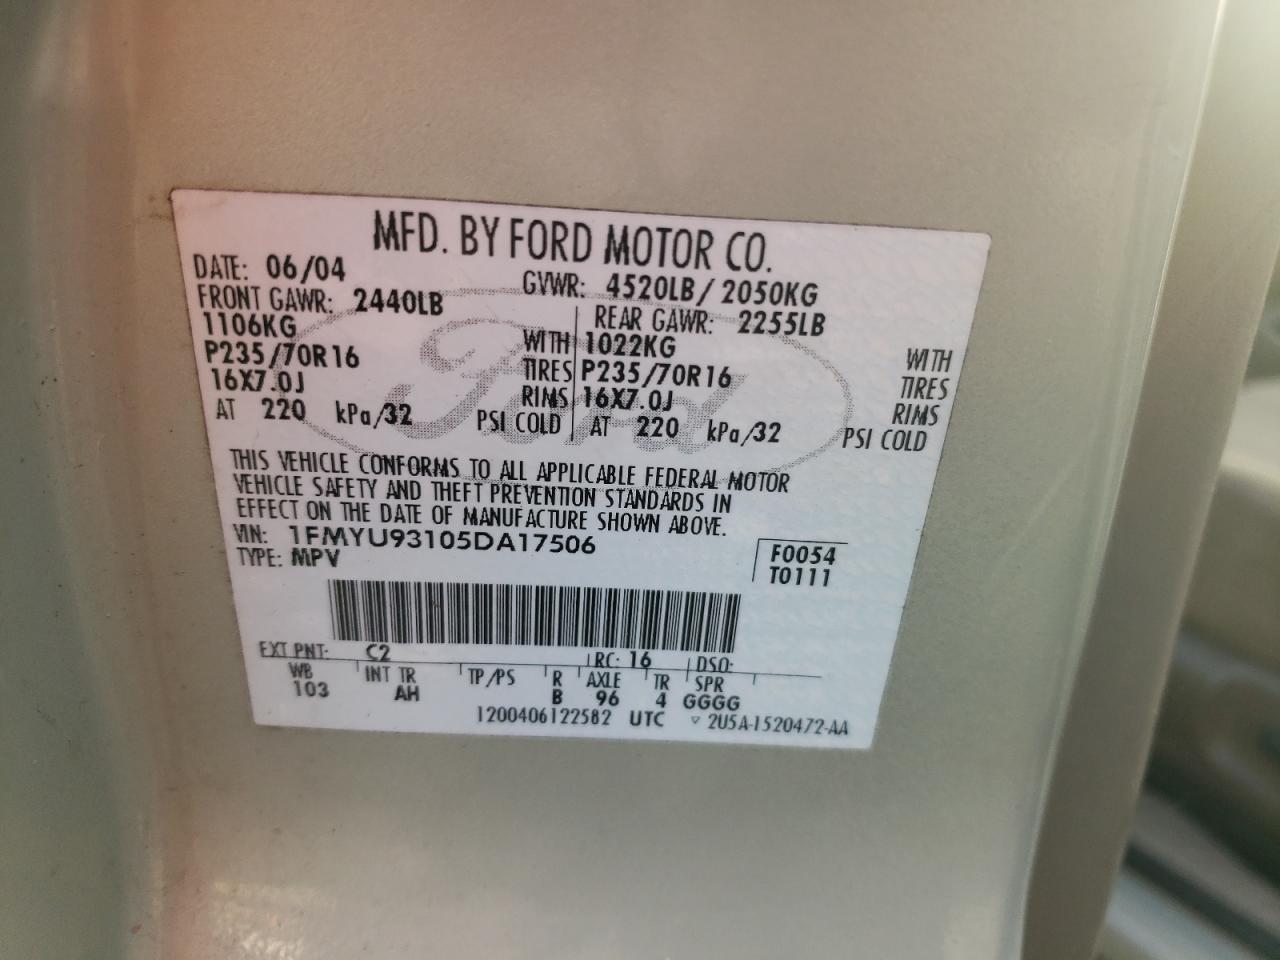 MFD. BY FORD MOTOR CO.
DATE: 06/04 GVWR: 4520LB/ 2050KG
FRONT GAWR: 2440LB REAR GAWR: 2255LB
1106KG WITH 1022KG WITH
P235/70R16 TIRES P235/70R16 TIRES
16X7.0J RIMS 16X7.0J RIMS
AT 220 kPa/32 PSI COLD AT 220 kPa/32 PSI COLD
Ford
THIS VEHICLE CONFORMS TO ALL APPLICABLE FEDERAL MOTOR
VEHICLE SAFETY AND THEFT PREVENTION STANDARDS IN
EFFECT ON THE DATE OF MANUFACTURE SHOWN ABOVE.
VIN: 1FMYU93105DA17506
TYPE: MPV
F0054
T0111
EXT PNT: C2 RC: 16 DSO:
WB INT TR TP/PS R AXLE TR SPR
103 AH B 96 4 GGGG
1200406122582 UTC ▿ 2U5A-1520472-AA